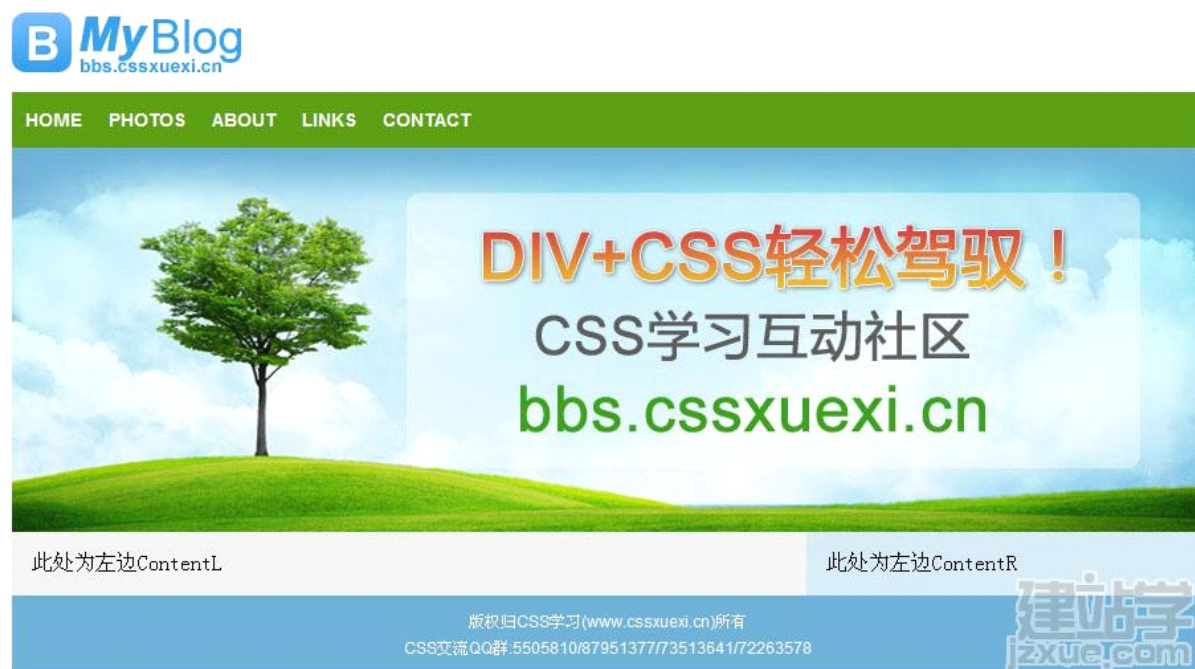 B MyBlog
bbs.cssxuexi.cn
HOME PHOTOS ABOUT LINKS CONTACT
DIV+CSS轻松驾驭！
CSS学习互动社区
bbs.cssxuexi.cn
此处为左边ContentL 此处为左边ContentR
版权归CSS学习(www.cssxuexi.cn)所有
CSS交流QQ群:5505810/87951377/73513641/72263578
建站学
jzxue.com